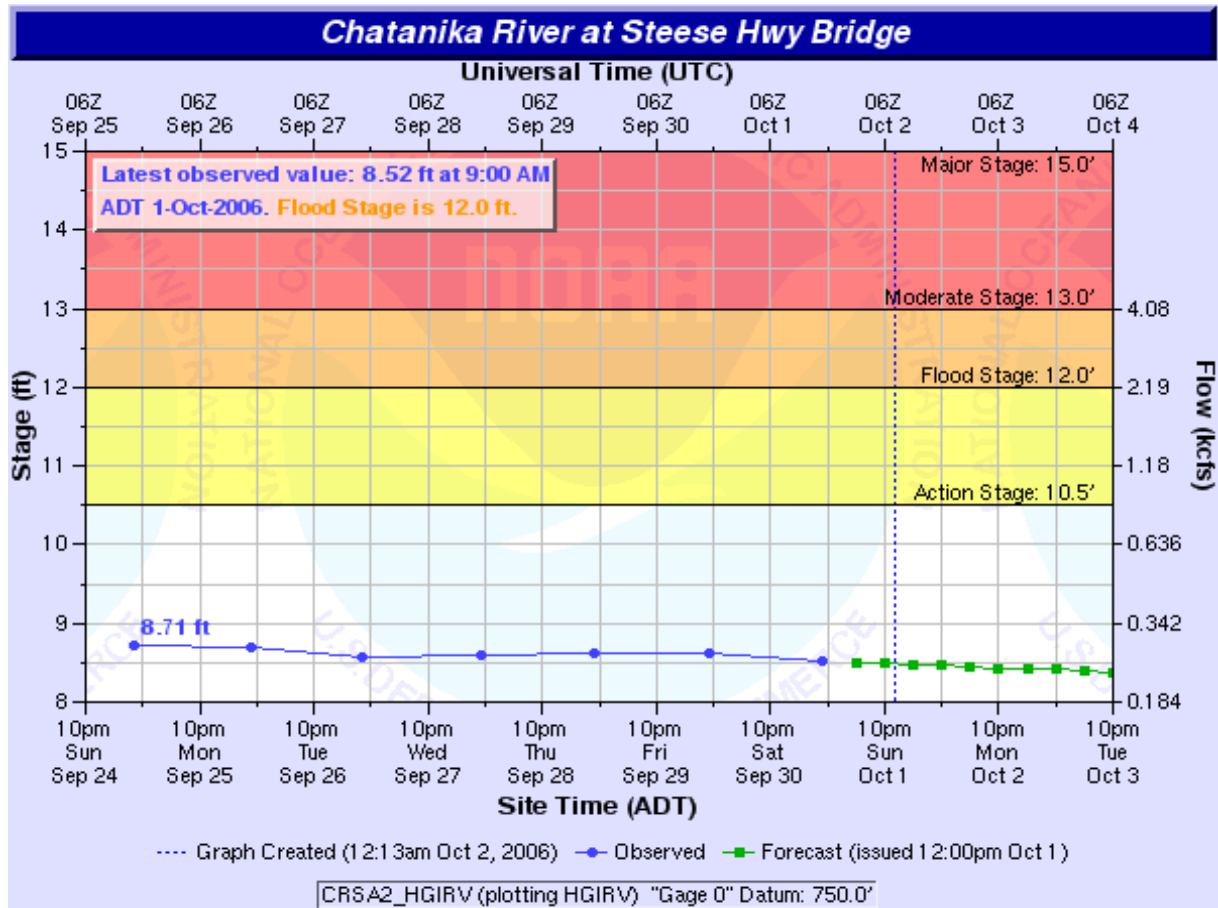 Chatanika River at Steese Hwy Bridge
Universal Time (UTC)
06Z 06Z 06Z 06Z 06Z 06Z 06Z 06Z 06Z 06Z
Sep 25 Sep 26 Sep 27 Sep 28 Sep 29 Sep 30 Oct 1 Oct 2 Oct 3 Oct 4
Latest observed value: 8.52 ft at 9:00 AM
ADT 1-Oct-2006. Flood Stage is 12.0 ft.
Major Stage: 15.0'
Moderate Stage: 13.0'
Flood Stage: 12.0'
Action Stage: 10.5'
NOAA
8.71 ft
Stage (ft)
15
14
13
12
11
10
9
8
Flow (kcfs)
4.08
2.19
1.18
0.636
0.342
0.184
10pm 10pm 10pm 10pm 10pm 10pm 10pm 10pm 10pm 10pm
Sun Mon Tue Wed Thu Fri Sat Sun Mon Tue
Sep 24 Sep 25 Sep 26 Sep 27 Sep 28 Sep 29 Sep 30 Oct 1 Oct 2 Oct 3
Site Time (ADT)
Graph Created (12:13am Oct 2, 2006) Observed Forecast (issued 12:00pm Oct 1)
CRSA2_HGIRV (plotting HGIRV) "Gage 0" Datum: 750.0'